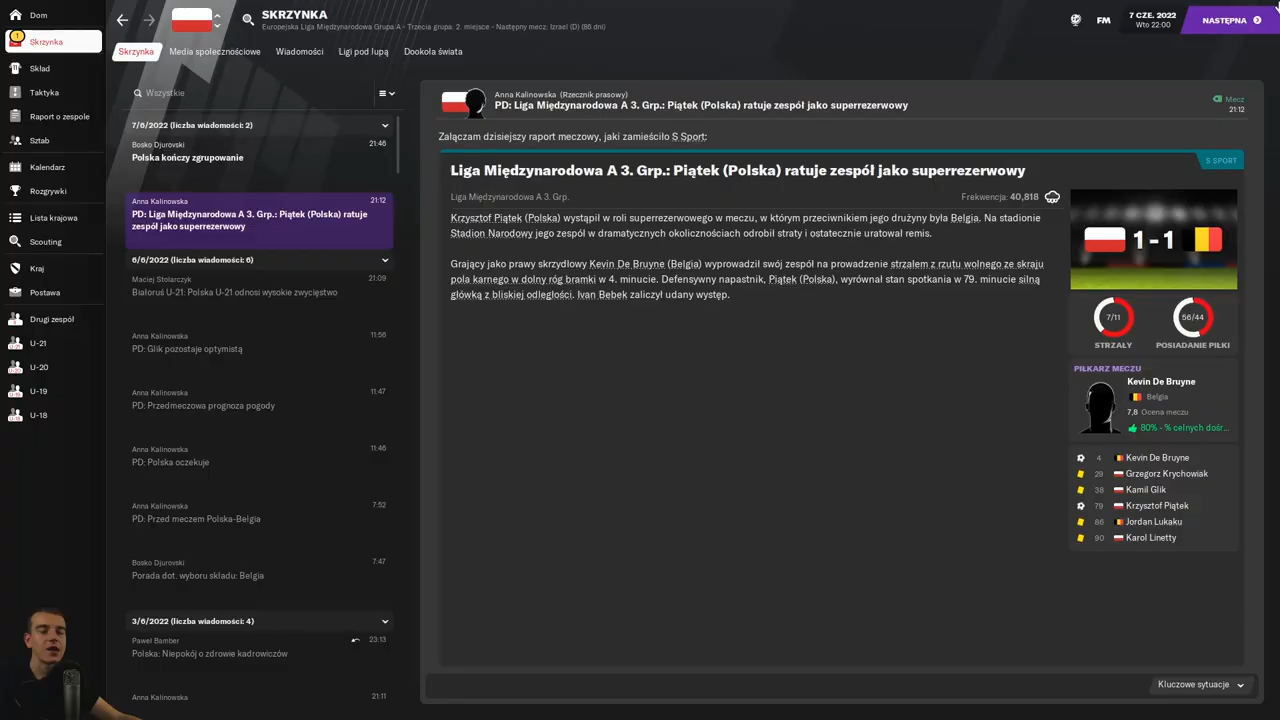 Dom
1
Skrzynka
Skład
Taktyka
Raport o zespole
Sztab
Kalendarz
Rozgrywki
Lista krajowa
Scouting
Kraj
Postawa
Drugi zespół
U-21
U-20
U-19
U-18
SKRZYNKA
Europejska Liga Międzynarodowa Grupa A - Trzecia grupa: 2. miejsce - Następny mecz: Izrael (D) (86 dni)
FM
7 CZE. 2022
Wto 22:00
NASTĘPNA
Skrzynka
Media społecznościowe
Wiadomości
Ligi pod lupą
Dookoła świata
Wszystkie
7/6/2022 (liczba wiadomości: 2)
Bosko Djurovski 21:46
Polska kończy zgrupowanie
Anna Kalinowska 21:12
PD: Liga Międzynarodowa A 3. Grp.: Piątek (Polska) ratuje
zespół jako superrezerwowy
6/6/2022 (liczba wiadomości: 6)
Maciej Stolarczyk 21:09
Białoruś U-21: Polska U-21 odnosi wysokie zwycięstwo
Anna Kalinowska 11:56
PD: Glik pozostaje optymistą
Anna Kalinowska 11:47
PD: Przedmeczowa prognoza pogody
Anna Kalinowska 11:46
PD: Polska oczekuje
Anna Kalinowska 7:52
PD: Przed meczem Polska-Belgia
Bosko Djurovski 7:47
Porada dot. wyboru składu: Belgia
3/6/2022 (liczba wiadomości: 4)
Paweł Bamber 23:13
Polska: Niepokój o zdrowie kadrowiczów
Anna Kalinowska 21:11
Anna Kalinowska (Rzecznik prasowy)
PD: Liga Międzynarodowa A 3. Grp.: Piątek (Polska) ratuje zespół jako superrezerwowy
Mecz
21:12
Załączam dzisiejszy raport meczowy, jaki zamieściło S Sport:
S SPORT
Liga Międzynarodowa A 3. Grp.: Piątek (Polska) ratuje zespół jako superrezerwowy
Liga Międzynarodowa A 3. Grp.
Frekwencja: 40,818
Krzysztof Piątek (Polska) wystąpił w roli superrezerwowego w meczu, w którym przeciwnikiem jego drużyny była Belgia. Na stadionie
Stadion Narodowy jego zespół w dramatycznych okolicznościach odrobił straty i ostatecznie uratował remis.
Grający jako prawy skrzydłowy Kevin De Bruyne (Belgia) wyprowadził swój zespół na prowadzenie strzałem z rzutu wolnego ze skraju
pola karnego w dolny róg bramki w 4. minucie. Defensywny napastnik, Piątek (Polska), wyrównał stan spotkania w 79. minucie silną
główką z bliskiej odległości. Ivan Bebek zaliczył udany występ.
1 - 1
7/11
56/44
STRZAŁY
POSIADANIE PIŁKI
PIŁKARZ MECZU
Kevin De Bruyne
Belgia
7,8 Ocena meczu
80% - % celnych dośr...
4 Kevin De Bruyne
29 Grzegorz Krychowiak
38 Kamil Glik
79 Krzysztof Piątek
86 Jordan Lukaku
90 Karol Linetty
Kluczowe sytuacje